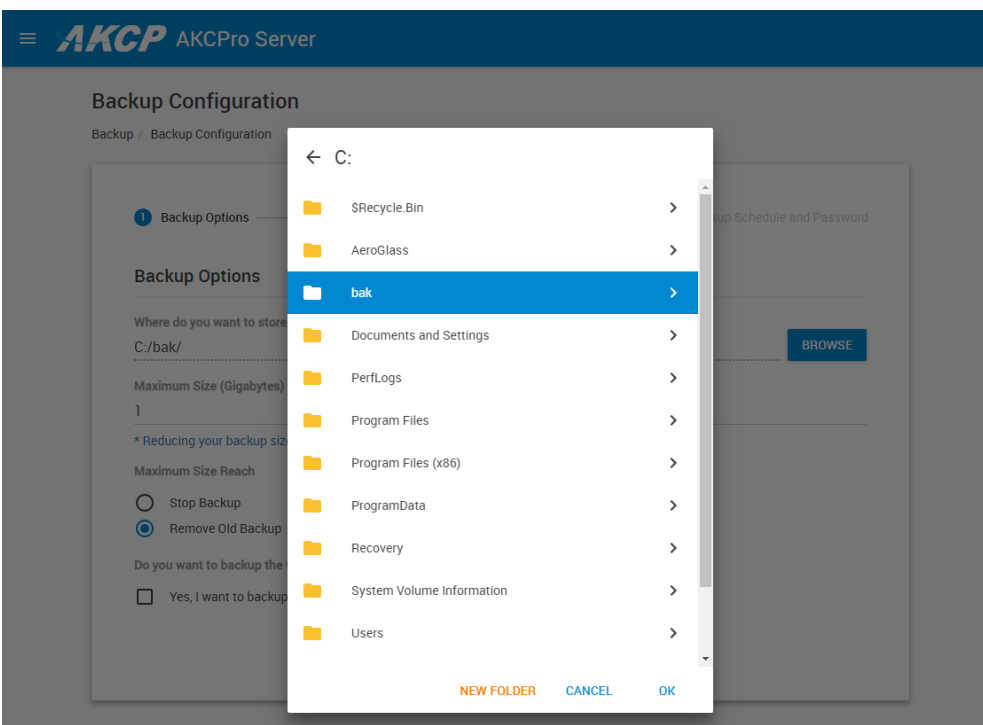 AKCP AKCPro Server
Backup Configuration
Backup / Backup Configuration
1 Backup Options
up Schedule and Password
Backup Options
Where do you want to store
C:/bak/
BROWSE
Maximum Size (Gigabytes)
1
* Reducing your backup siz
Maximum Size Reach
Stop Backup
Remove Old Backup
Do you want to backup the
Yes, I want to backup
C:
$Recycle.Bin
AeroGlass
bak
Documents and Settings
PerfLogs
Program Files
Program Files (x86)
ProgramData
Recovery
System Volume Information
Users
NEW FOLDER CANCEL OK